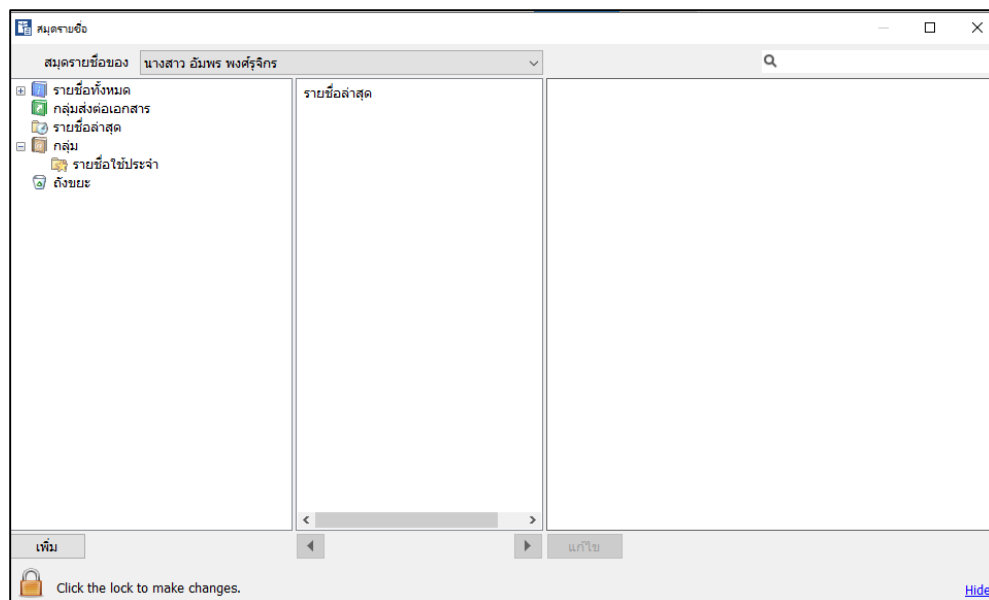 สมุดรายชื่อ
สมุดรายชื่อของ นางสาว อัมพร พงศ์รุจิกร
รายชื่อทั้งหมด
กลุ่มส่งต่อเอกสาร
รายชื่อล่าสุด
กลุ่ม
รายชื่อใช้ประจำ
ถังขยะ
รายชื่อล่าสุด
เพิ่ม
แก้ไข
Click the lock to make changes.
Hide